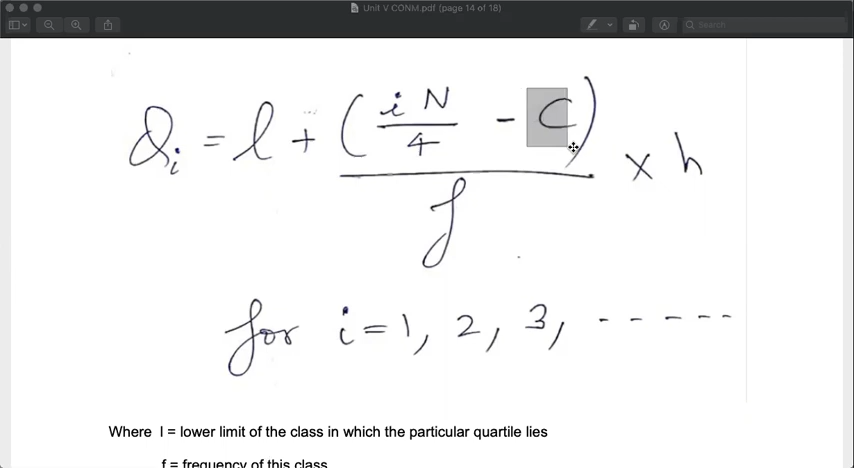 Unit V CONM.pdf (page 14 of 18)
Search
Qi = l + (iN/4 - C)/f x h
for i = 1, 2, 3, ------
Where l = lower limit of the class in which the particular quartile lies
f = frequency of this class